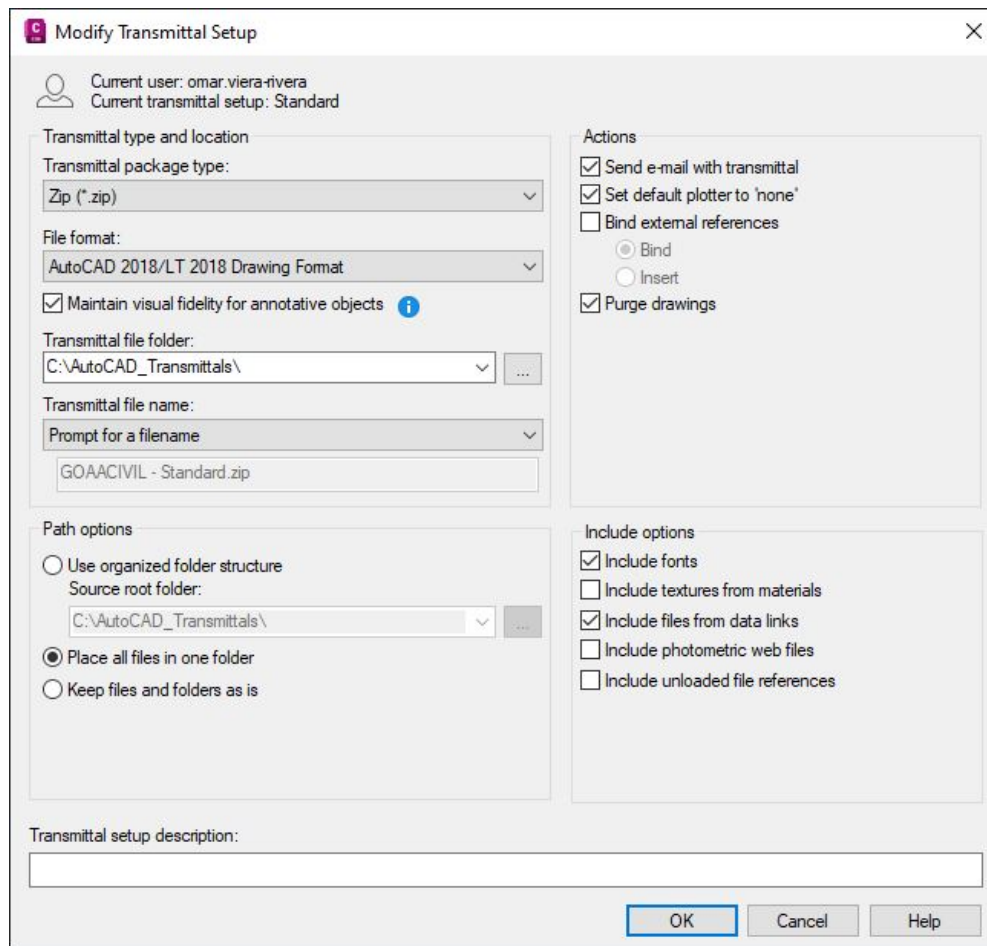 C
Modify Transmittal Setup
Current user: omar.viera-rivera
Current transmittal setup: Standard
Transmittal type and location
Transmittal package type:
Zip (*.zip)
File format:
AutoCAD 2018/LT 2018 Drawing Format
Maintain visual fidelity for annotative objects
Transmittal file folder:
C:\AutoCAD_Transmittals\
...
Transmittal file name:
Prompt for a filename
GOAACIVIL - Standard.zip
Actions
Send e-mail with transmittal
Set default plotter to 'none'
Bind external references
Bind
Insert
Purge drawings
Path options
Use organized folder structure
Source root folder:
C:\AutoCAD_Transmittals\
...
Place all files in one folder
Keep files and folders as is
Include options
Include fonts
Include textures from materials
Include files from data links
Include photometric web files
Include unloaded file references
Transmittal setup description:
OK
Cancel
Help